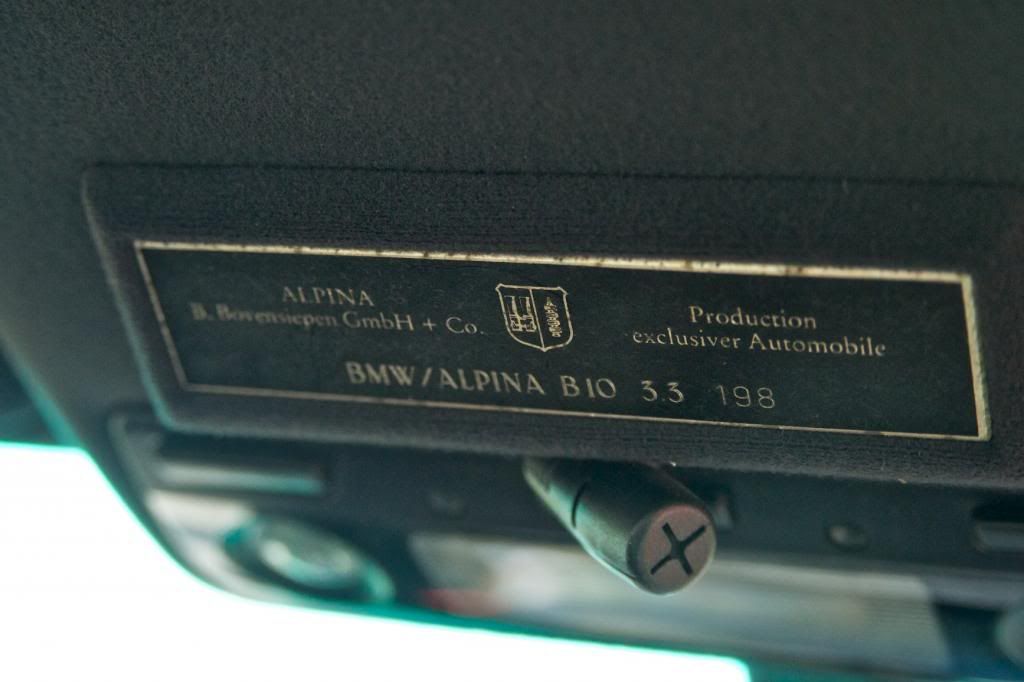 ALPINA
B. Bovensiepen GmbH + Co.
Production
exclusiver Automobile
BMW/ALPINA B10 3.3 198